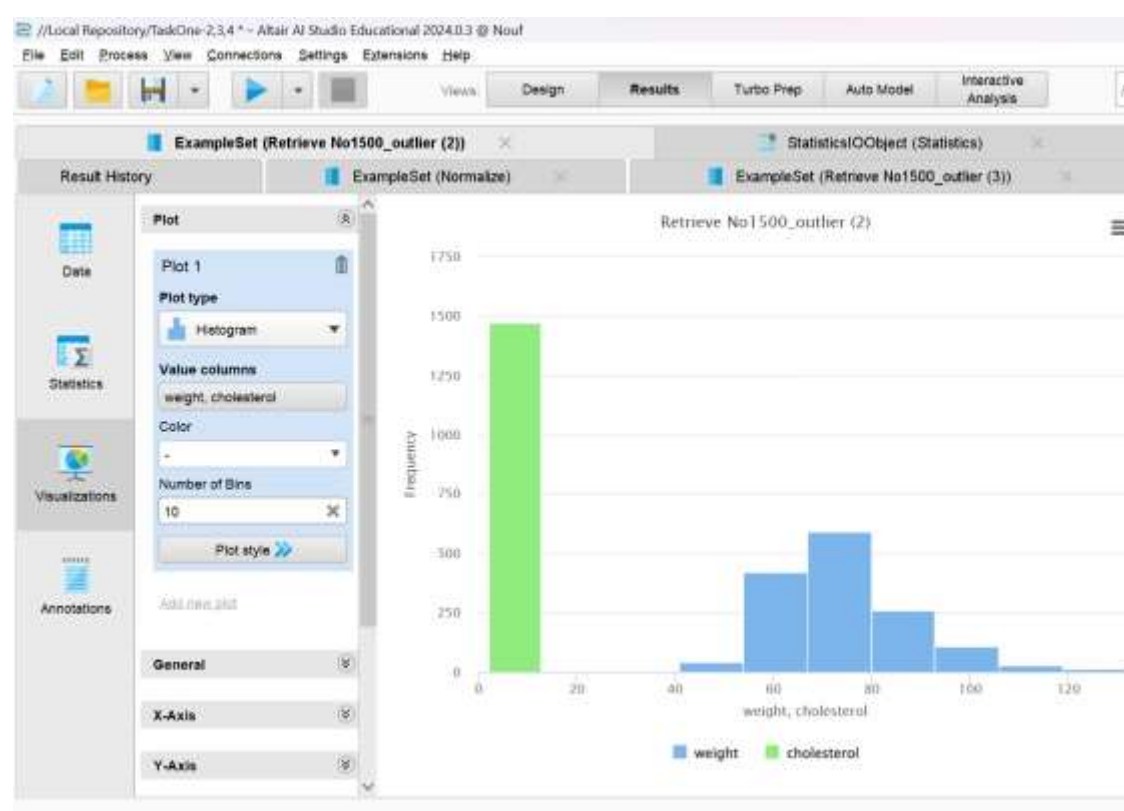 //Local Repository/TaskOne-2,3,4 * – Altair AI Studio Educational 2024.0.3 @ Nouf
File Edit Process View Connections Settings Extensions Help
Views: Design Results Turbo Prep Auto Model Interactive Analysis
ExampleSet (Retrieve No1500_outlier (2)) StatisticsIOObject (Statistics)
Result History ExampleSet (Normalize) ExampleSet (Retrieve No1500_outlier (3))
Data
Statistics
Visualizations
Annotations
Plot
Plot 1
Plot type
Histogram
Value columns
weight, cholesterol
Color
-
Number of Bins
10
Plot style
Add new plot
General
X-Axis
Y-Axis
Retrieve No1500_outlier (2)
Frequency
1750
1500
1250
1000
750
500
250
0
0 20 40 60 80 100 120
weight, cholesterol
weight cholesterol